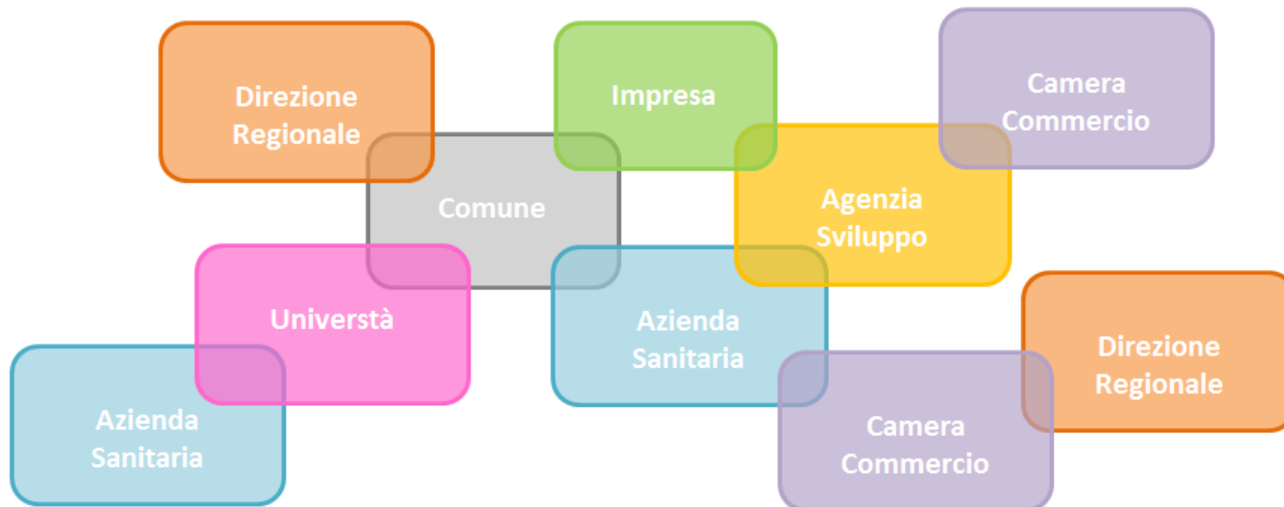 Direzione
Regionale
Impresa
Camera
Commercio
Comune
Agenzia
Sviluppo
Universtà
Azienda
Sanitaria
Direzione
Regionale
Azienda
Sanitaria
Camera
Commercio